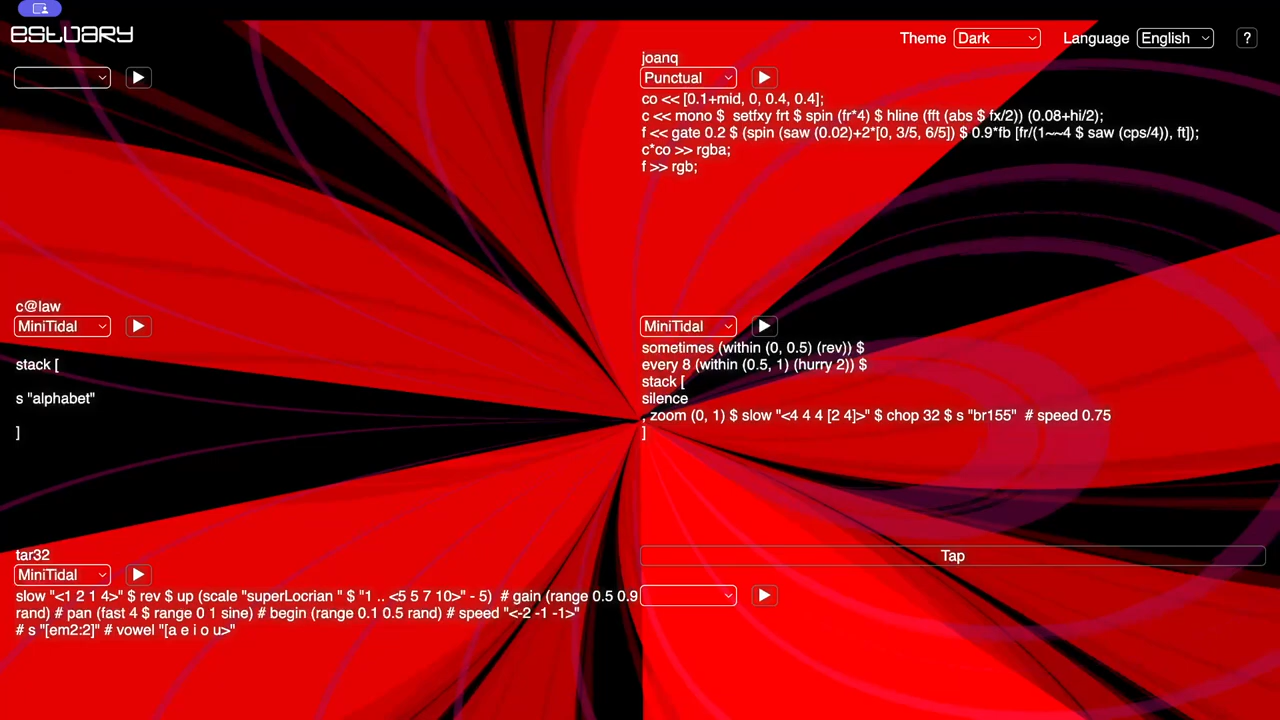 estuary
Theme Dark Language English ?
joanq
Punctual
co << [0.1+mid, 0, 0.4, 0.4];
c << mono $  setfxy frt $ spin (fr*4) $ hline (fft (abs $ fx/2)) (0.08+hi/2);
f << gate 0.2 $ (spin (saw (0.02)+2*[0, 3/5, 6/5]) $ 0.9*fb [fr/(1~~4 $ saw (cps/4)), ft]);
c*co >> rgba;
f >> rgb;
c@law
MiniTidal
stack [
s "alphabet"
]
MiniTidal
sometimes (within (0, 0.5) (rev)) $
every 8 (within (0.5, 1) (hurry 2)) $
stack [
silence
, zoom (0, 1) $ slow "<4 4 4 [2 4]>" $ chop 32 $ s "br155"  # speed 0.75
]
tar32
MiniTidal
slow "<1 2 1 4>" $ rev $ up (scale "superLocrian " $ "1 .. <5 5 7 10>" - 5)  # gain (range 0.5 0.9
rand) # pan (fast 4 $ range 0 1 sine) # begin (range 0.1 0.5 rand) # speed "<-2 -1 -1>"
# s "[em2:2]" # vowel "[a e i o u>"
Tap